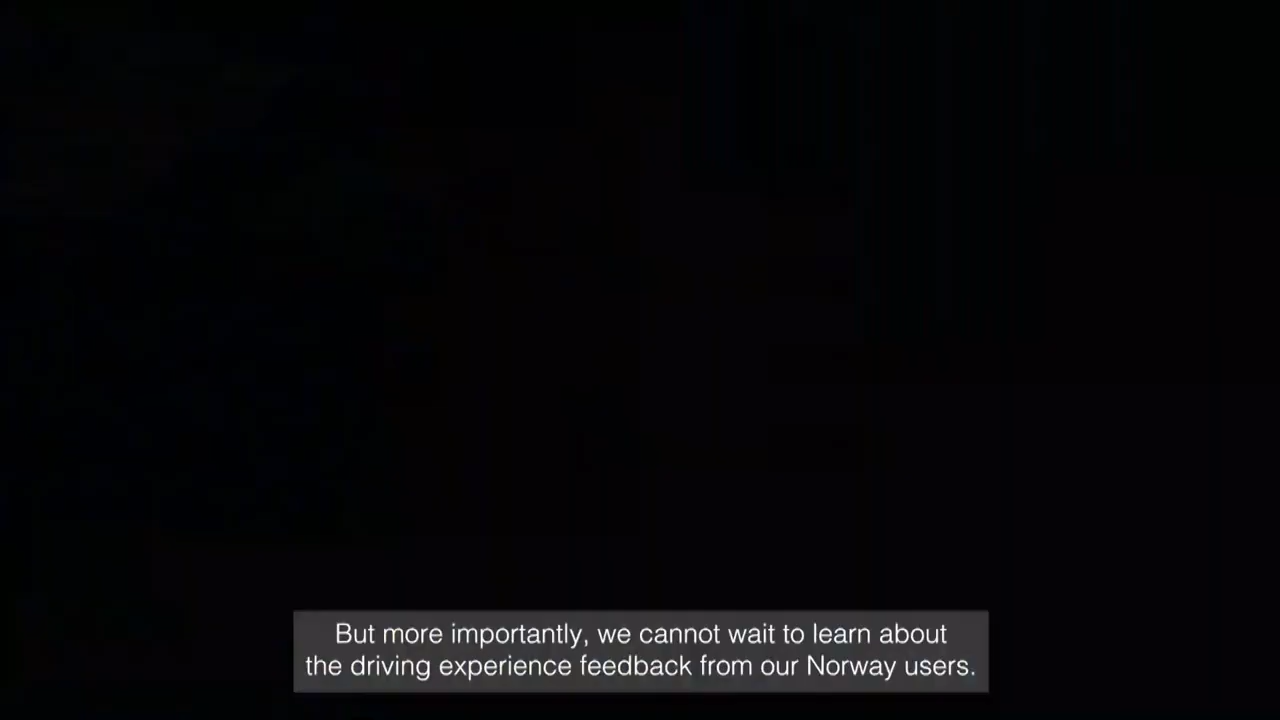 But more importantly, we cannot wait to learn about
the driving experience feedback from our Norway users.